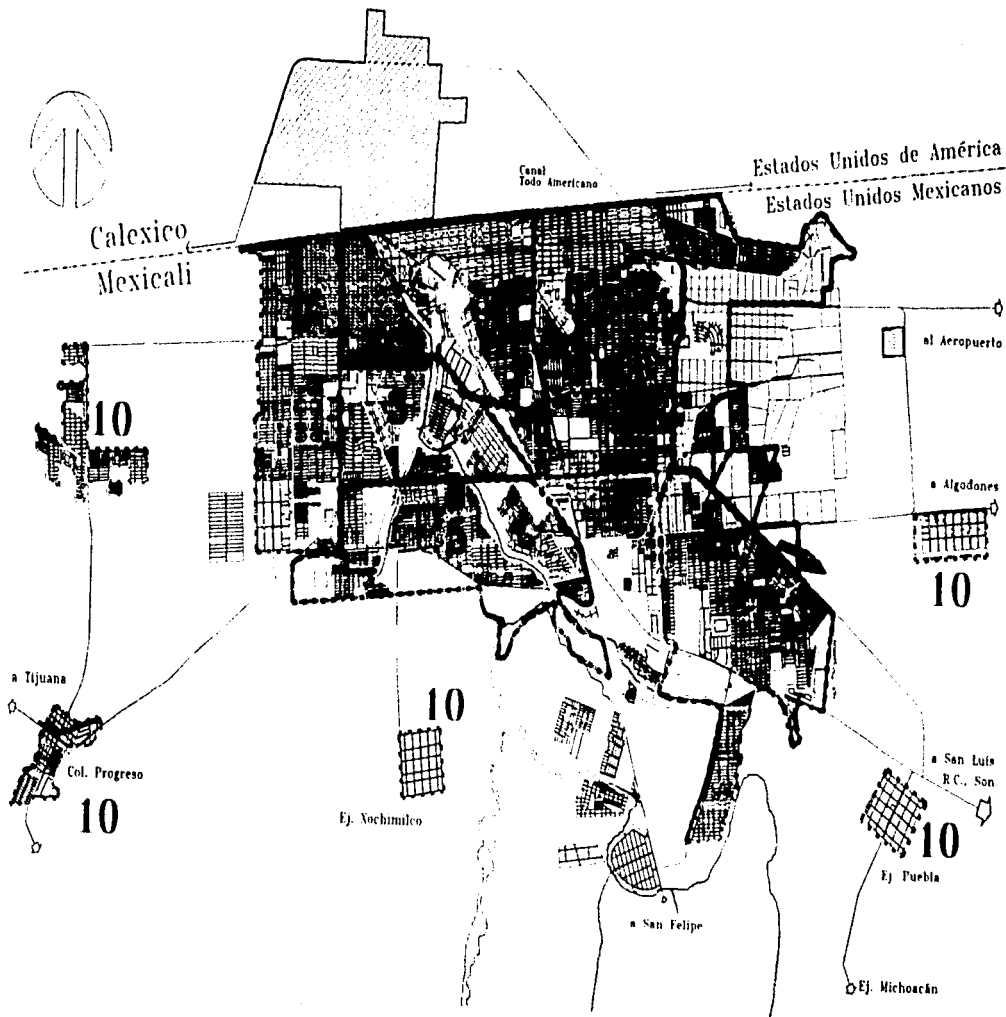 Canal
Todo Americano
Estados Unidos de América
Estados Unidos Mexicanos
Calexico
Mexicali
al Aeropuerto
10
a Algodones
10
a Tijuana
10
Col. Progreso
10
Ej. Xochimilco
a San Luís
R.C., Son
10
Ej Puebla
a San Felipe
Ej. Michoacán